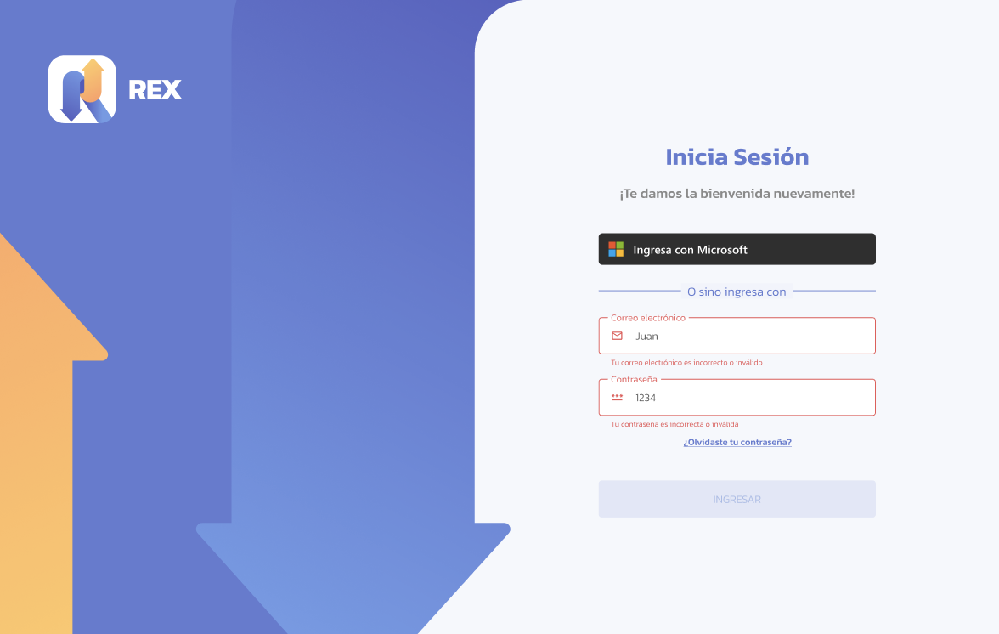 REX
Inicia Sesión
¡Te damos la bienvenida nuevamente!
Ingresa con Microsoft
O sino ingresa con
Correo electrónico
Juan
Tu correo electrónico es incorrecto o inválido
Contraseña
1234
Tu contraseña es incorrecta o inválida
¿Olvidaste tu contraseña?
INGRESAR